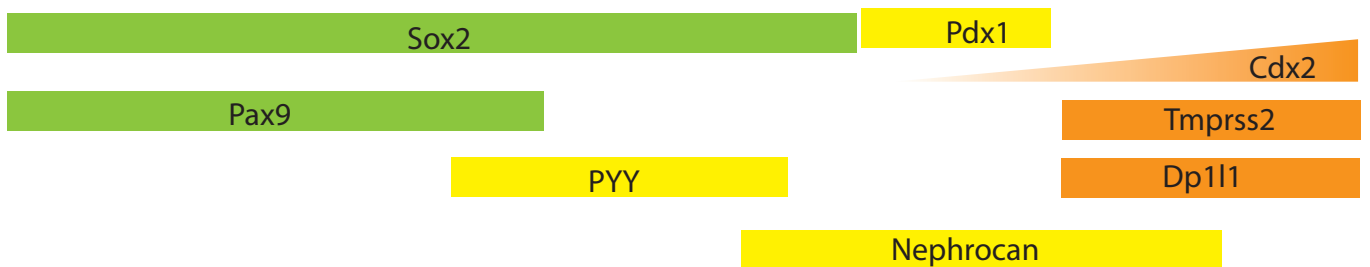 Sox2
Pdx1
Cdx2
Pax9
Tmprss2
PYY
Dp1l1
Nephrocan